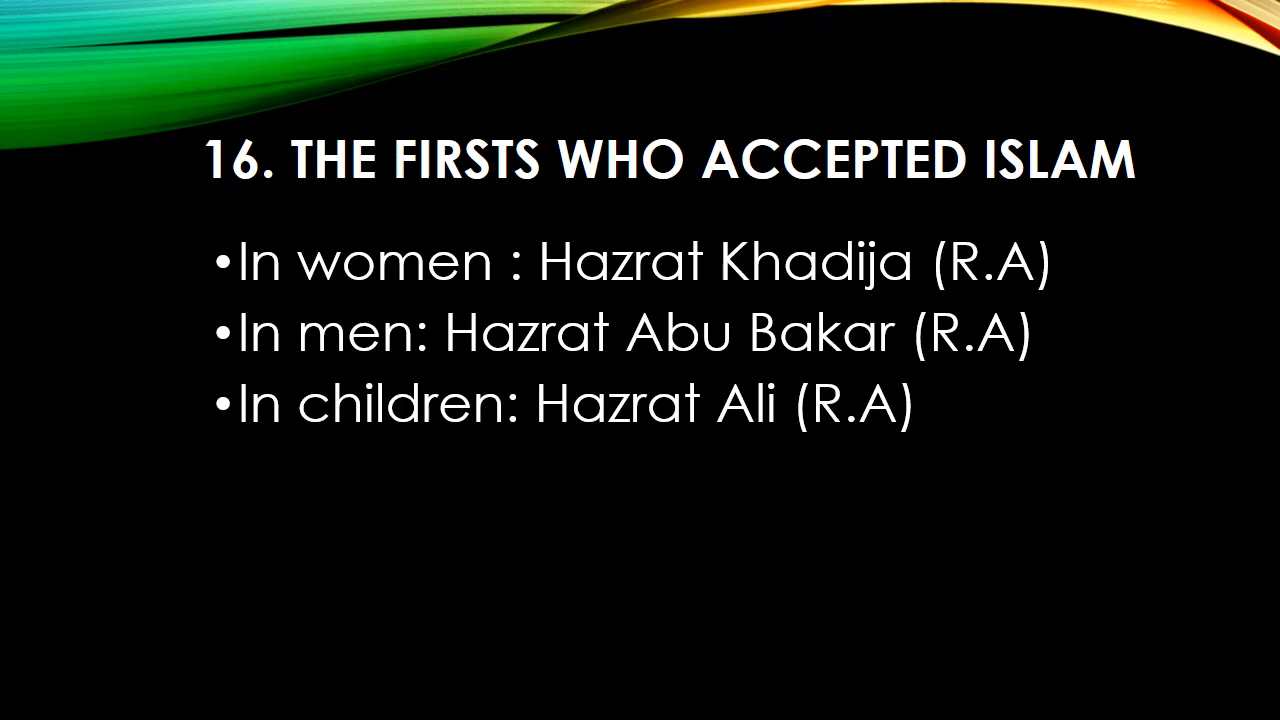 16. THE FIRSTS WHO ACCEPTED ISLAM
•In women : Hazrat Khadija (R.A)
•In men: Hazrat Abu Bakar (R.A)
•In children: Hazrat Ali (R.A)